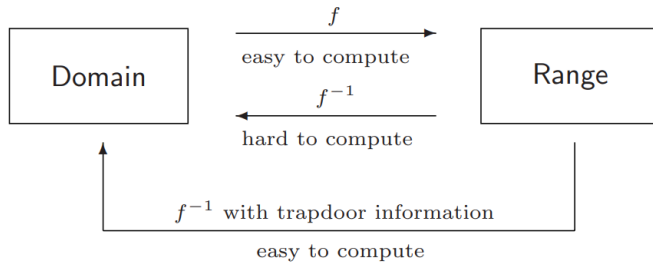 f
Domain
easy to compute
Range
f⁻¹
hard to compute
f⁻¹ with trapdoor information
easy to compute